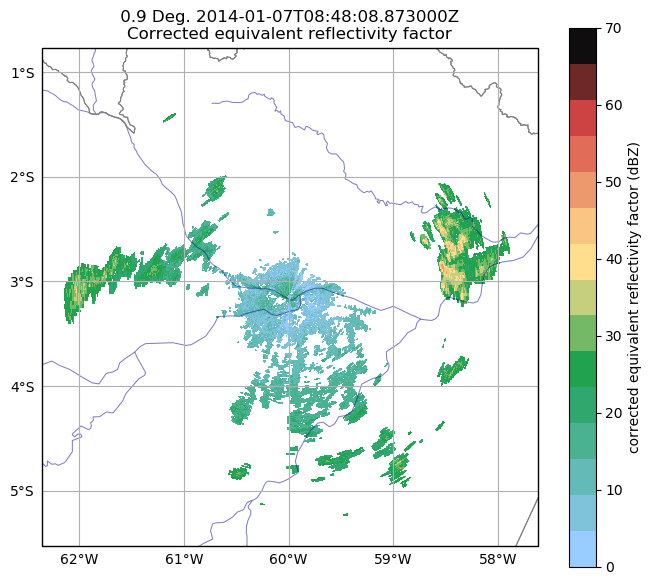 0.9 Deg. 2014-01-07T08:48:08.873000Z
Corrected equivalent reflectivity factor
1°S
2°S
3°S
4°S
5°S
62°W 61°W 60°W 59°W 58°W
70
60
50
40
30
20
10
0
corrected equivalent reflectivity factor (dBZ)